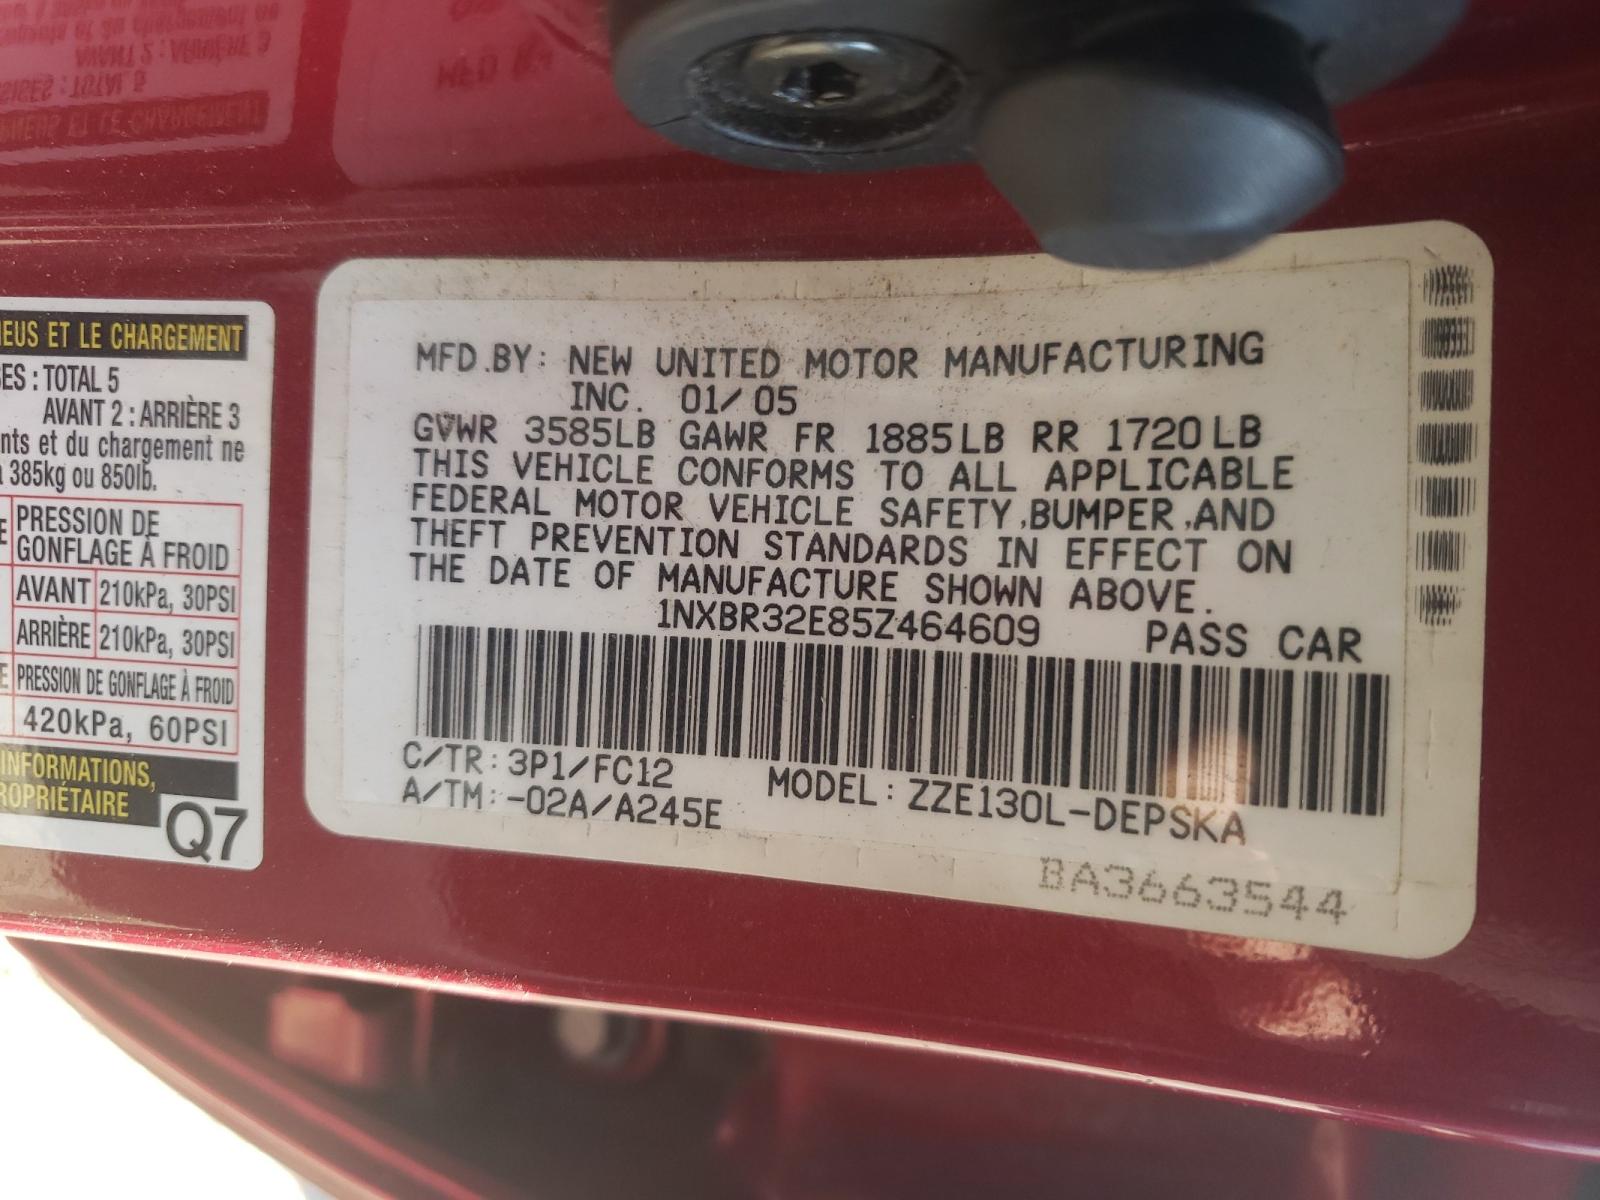 NEUS ET LE CHARGEMENT
ES : TOTAL 5
AVANT 2 : ARRIÈRE 3
nts et du chargement ne
385kg ou 850lb.
PRESSION DE
GONFLAGE À FROID
AVANT 210kPa, 30PSI
ARRIÈRE 210kPa, 30PSI
PRESSION DE GONFLAGE À FROID
420kPa, 60PSI
INFORMATIONS,
ROPRIÉTAIRE
Q7
MFD.BY: NEW UNITED MOTOR MANUFACTURING
INC. 01/05
GVWR 3585LB GAWR FR 1885LB RR 1720LB
THIS VEHICLE CONFORMS TO ALL APPLICABLE
FEDERAL MOTOR VEHICLE SAFETY,BUMPER,AND
THEFT PREVENTION STANDARDS IN EFFECT ON
THE DATE OF MANUFACTURE SHOWN ABOVE.
1NXBR32E85Z464609 PASS CAR
C/TR:3P1/FC12
A/TM:-02A/A245E
MODEL:ZZE130L-DEPSKA
BA3663544